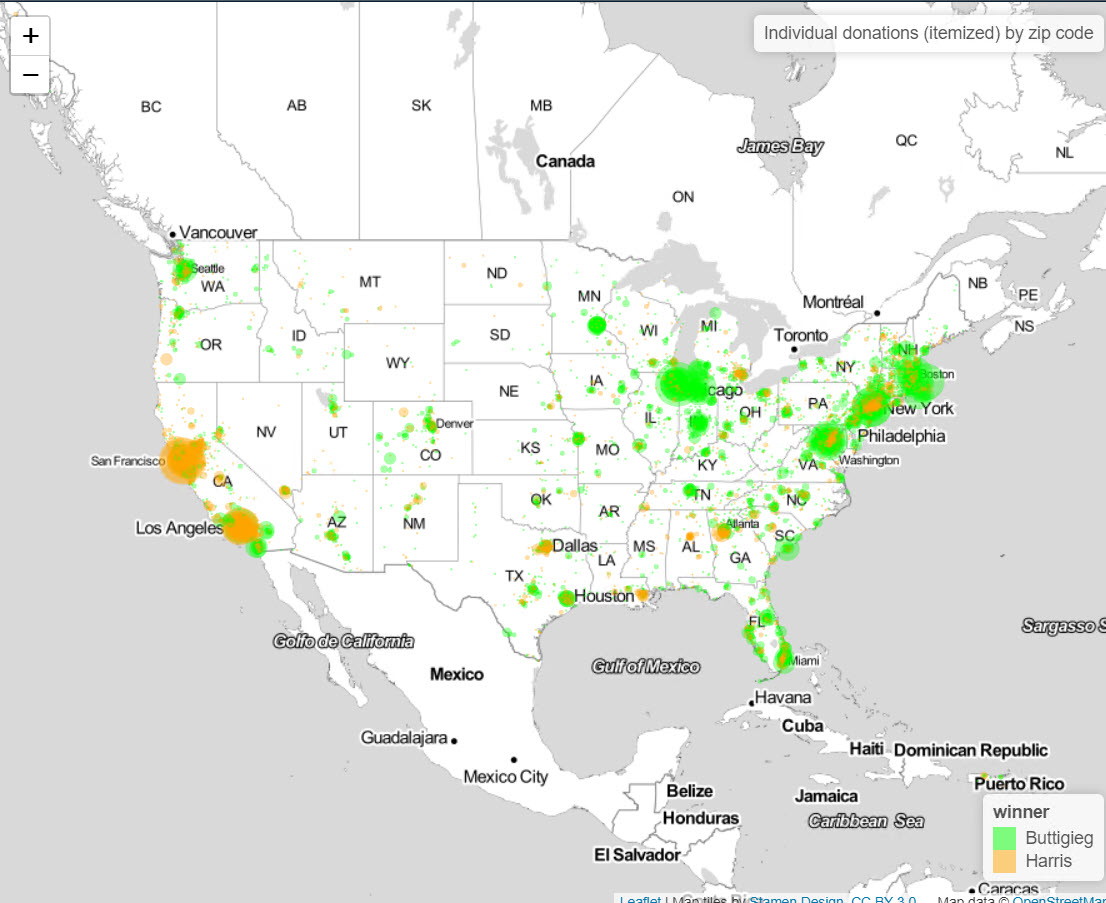 +
−
Individual donations (itemized) by zip code
BC
AB
SK
MB
QC
NL
James Bay
Canada
ON
Vancouver
Seattle
WA
MT
ND
MN
NB
PE
Montréal
NS
Toronto
OR
ID
SD
WI
MI
NH
WY
NY
Boston
IA
NE
cago
PA
New York
IL
OH
Denver
NV
UT
CO
KS
MO
Philadelphia
San Francisco
KY
VA
Washington
CA
OK
TN
NC
AZ
NM
AR
Atlanta
Los Angeles
Dallas
MS
AL
SC
GA
LA
TX
Houston
FL
Golfo de California
Sargasso S
Gulf of Mexico
Miami
Mexico
Havana
Cuba
Guadalajara
Haiti
Dominican Republic
Mexico City
Puerto Rico
Belize
Jamaica
Honduras
Caribbean Sea
El Salvador
winner
Buttigieg
Harris
Caracas
Leaflet | Map tiles by Stamen Design, CC BY 3.0 — Map data © OpenStreetMap